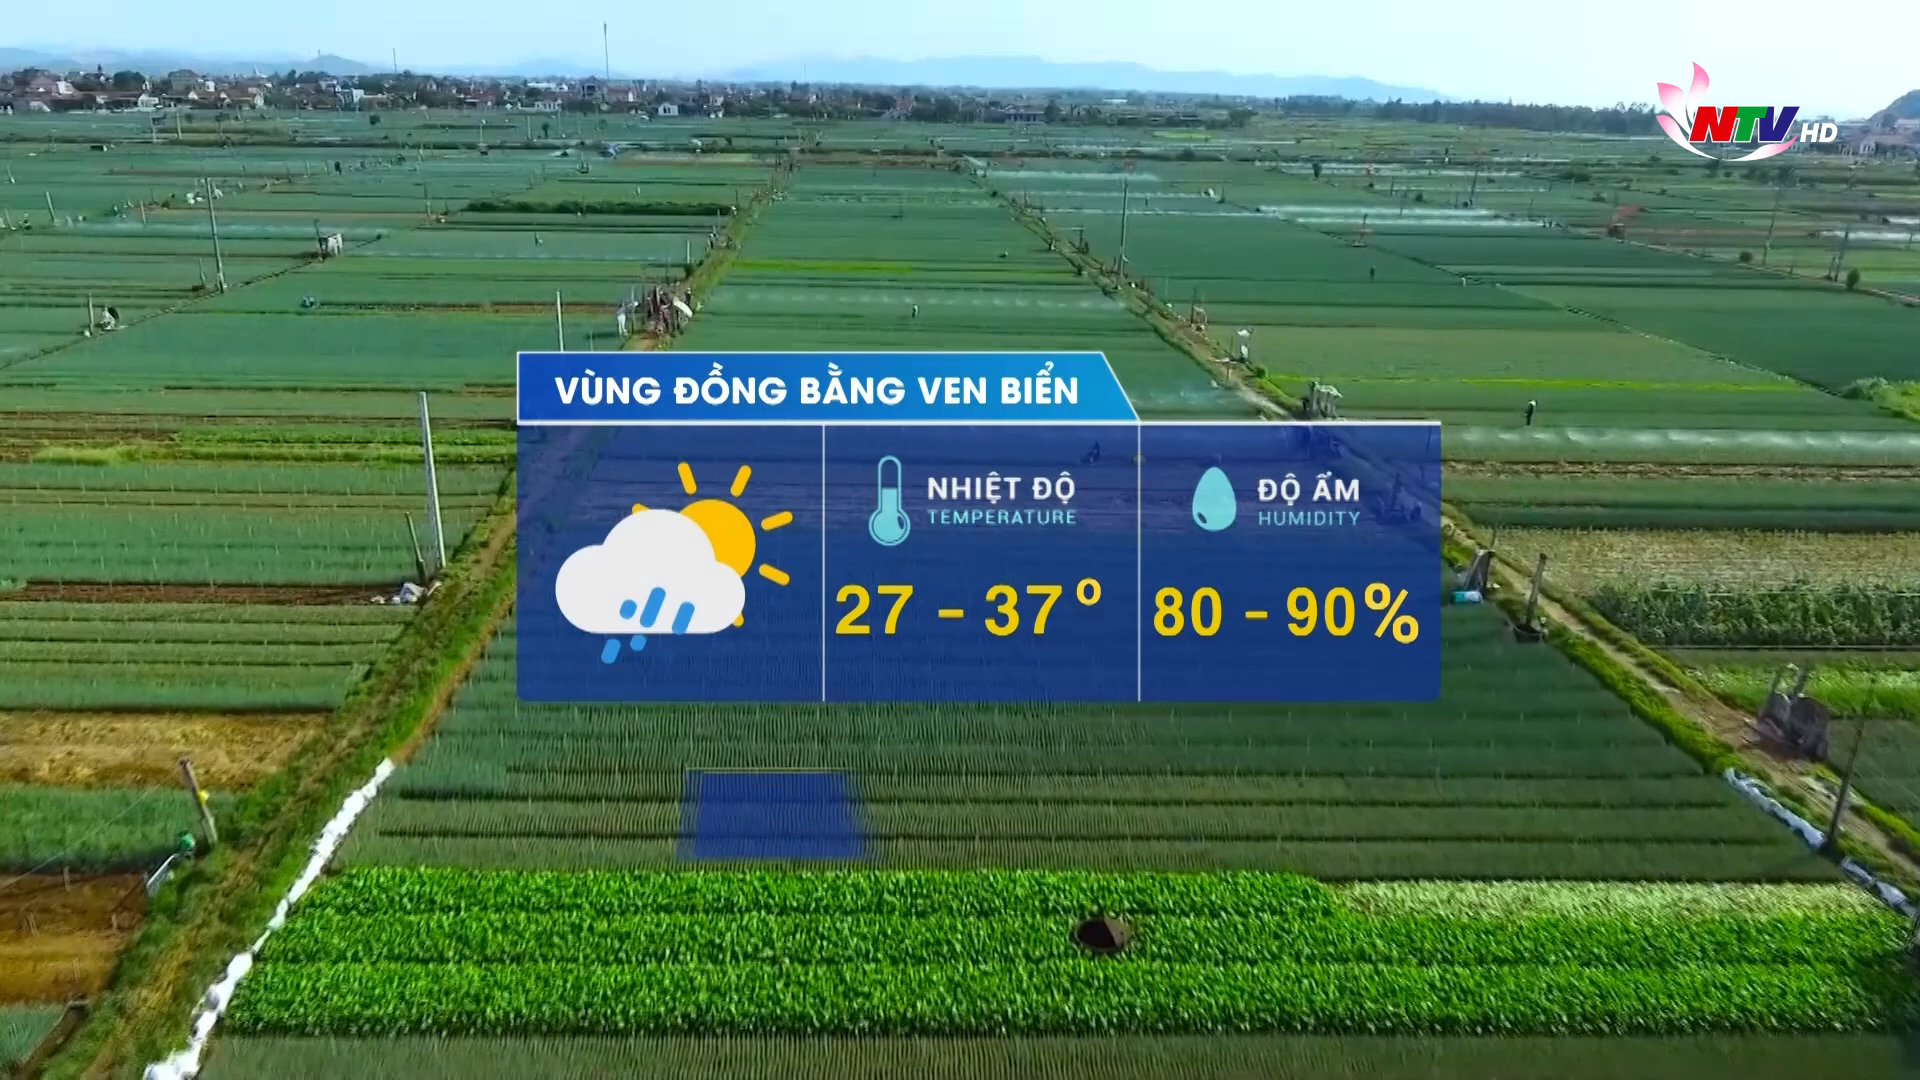 NTV HD
VÙNG ĐỒNG BẰNG VEN BIỂN
NHIỆT ĐỘ
TEMPERATURE
27 - 37°
ĐỘ ẨM
HUMIDITY
80 - 90%